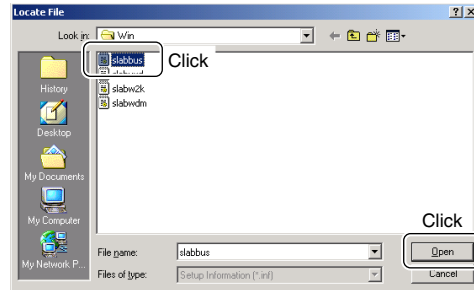 Locate File
Look in:
Win
slabbus
Click
slabw2k
slabwdm
History
Desktop
My Documents
My Computer
My Network P...
Click
File name:
slabbus
Open
Files of type:
Setup Information (*.inf)
Cancel